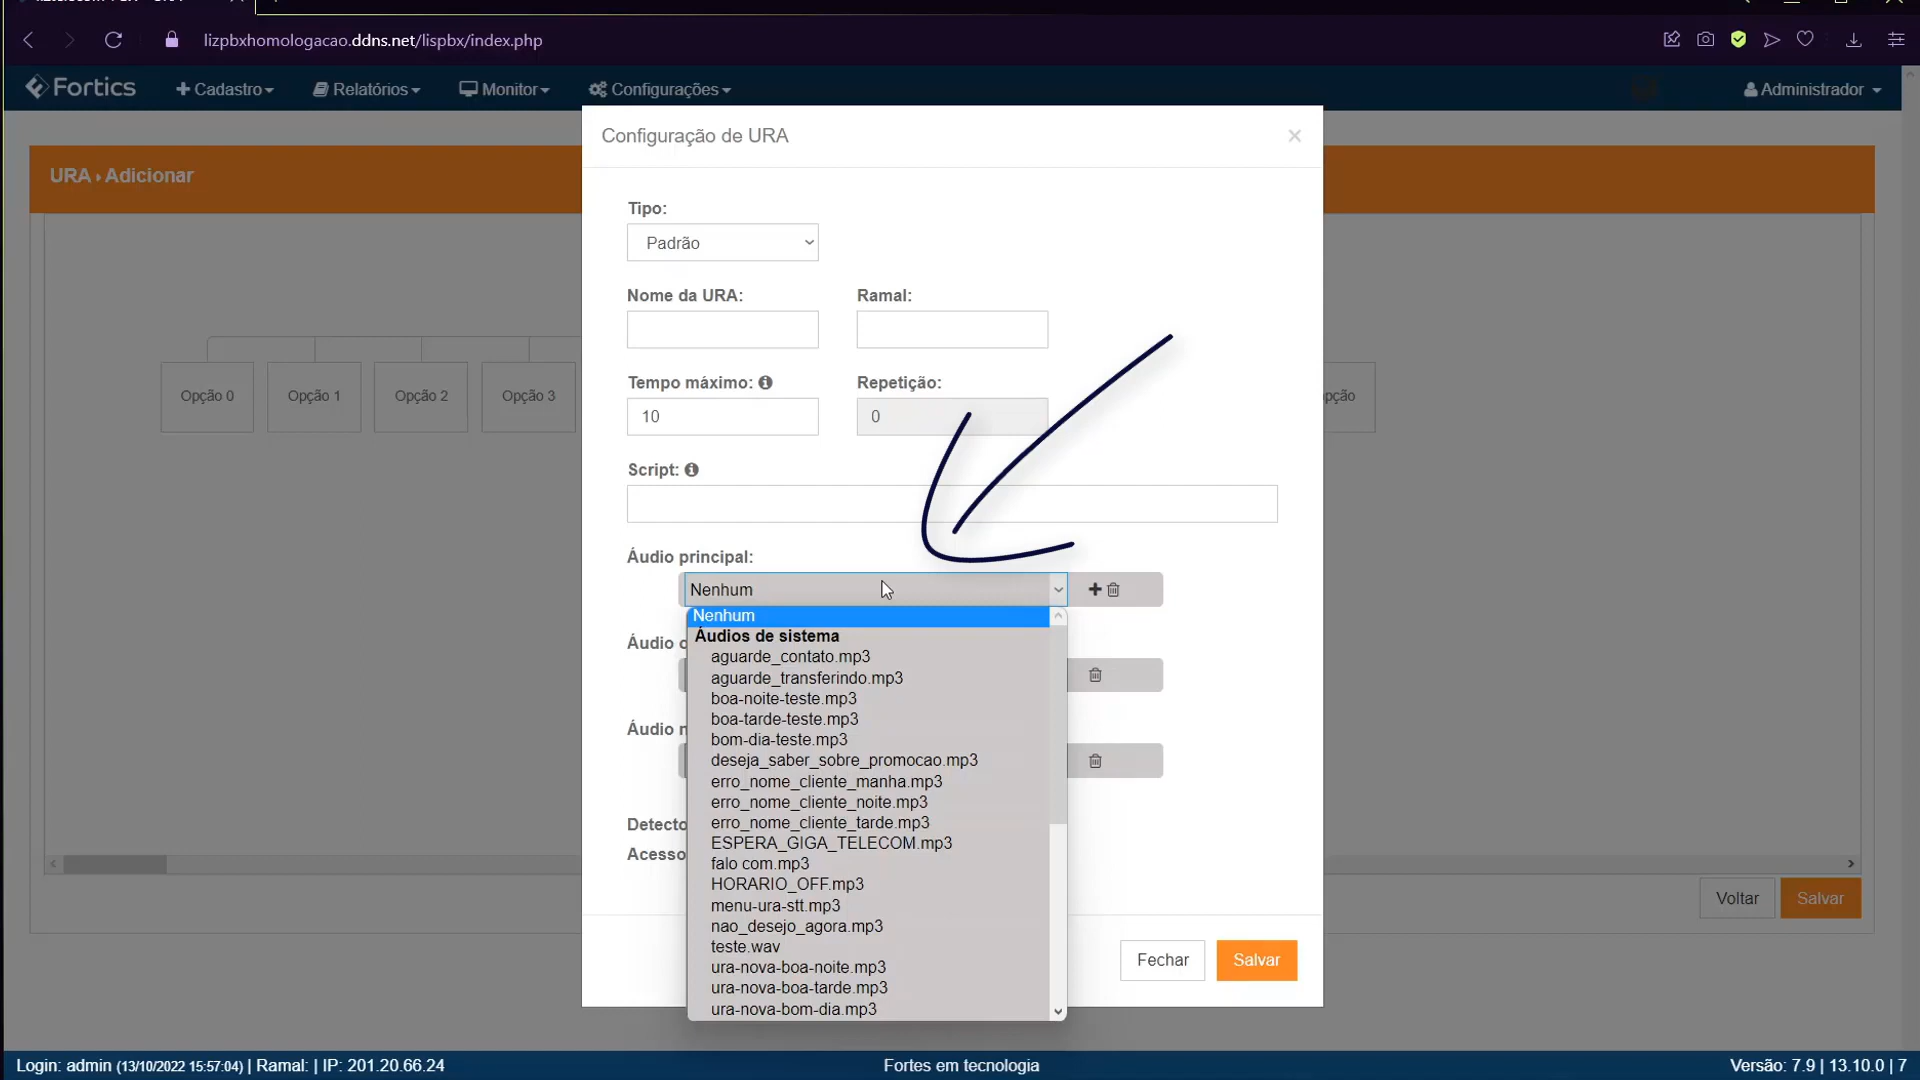 lizpbxhomologacao.ddns.net/lispbx/index.php
Fortics
Cadastro
Relatórios
Monitor
Configurações
Administrador
Configuração de URA
URA › Adicionar
Tipo:
Padrão
Nome da URA:
Ramal:
Opção 0
Opção 1
Opção 2
Opção 3
Tempo máximo:
Repetição:
10
0
Script:
Áudio principal:
Nenhum
Nenhum
Áudios de sistema
aguarde_contato.mp3
aguarde_transferindo.mp3
boa-noite-teste.mp3
boa-tarde-teste.mp3
bom-dia-teste.mp3
deseja_saber_sobre_promocao.mp3
erro_nome_cliente_manha.mp3
erro_nome_cliente_noite.mp3
erro_nome_cliente_tarde.mp3
ESPERA_GIGA_TELECOM.mp3
falo com.mp3
HORARIO_OFF.mp3
menu-ura-stt.mp3
nao_desejo_agora.mp3
teste.wav
ura-nova-boa-noite.mp3
ura-nova-boa-tarde.mp3
ura-nova-bom-dia.mp3
Áudio
Áudio
Detecto
Acesso
Voltar
Salvar
Fechar
Salvar
Login: admin (13/10/2022 15:57:04) | Ramal: | IP: 201.20.66.24
Fortes em tecnologia
Versão: 7.9 | 13.10.0 | 7